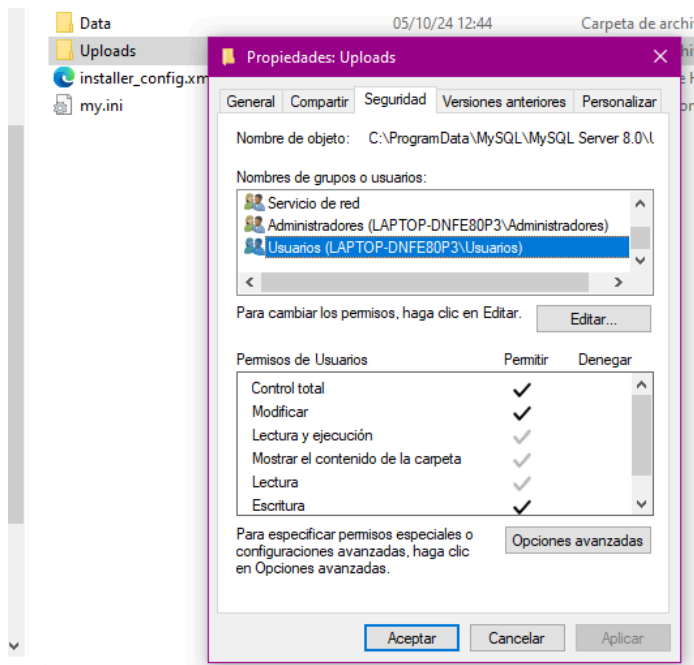 Data 05/10/24 12:44 Carpeta de archi
Uploads
Propiedades: Uploads
installer_config.xm
my.ini
General Compartir Seguridad Versiones anteriores Personalizar
Nombre de objeto: C:\ProgramData\MySQL\MySQL Server 8.0\U
Nombres de grupos o usuarios:
Servicio de red
Administradores (LAPTOP-DNFE80P3\Administradores)
Usuarios (LAPTOP-DNFE80P3\Usuarios)
Para cambiar los permisos, haga clic en Editar. Editar...
Permisos de Usuarios Permitir Denegar
Control total
Modificar
Lectura y ejecución
Mostrar el contenido de la carpeta
Lectura
Escritura
Para especificar permisos especiales o
configuraciones avanzadas, haga clic
en Opciones avanzadas.
Opciones avanzadas
Aceptar Cancelar Aplicar